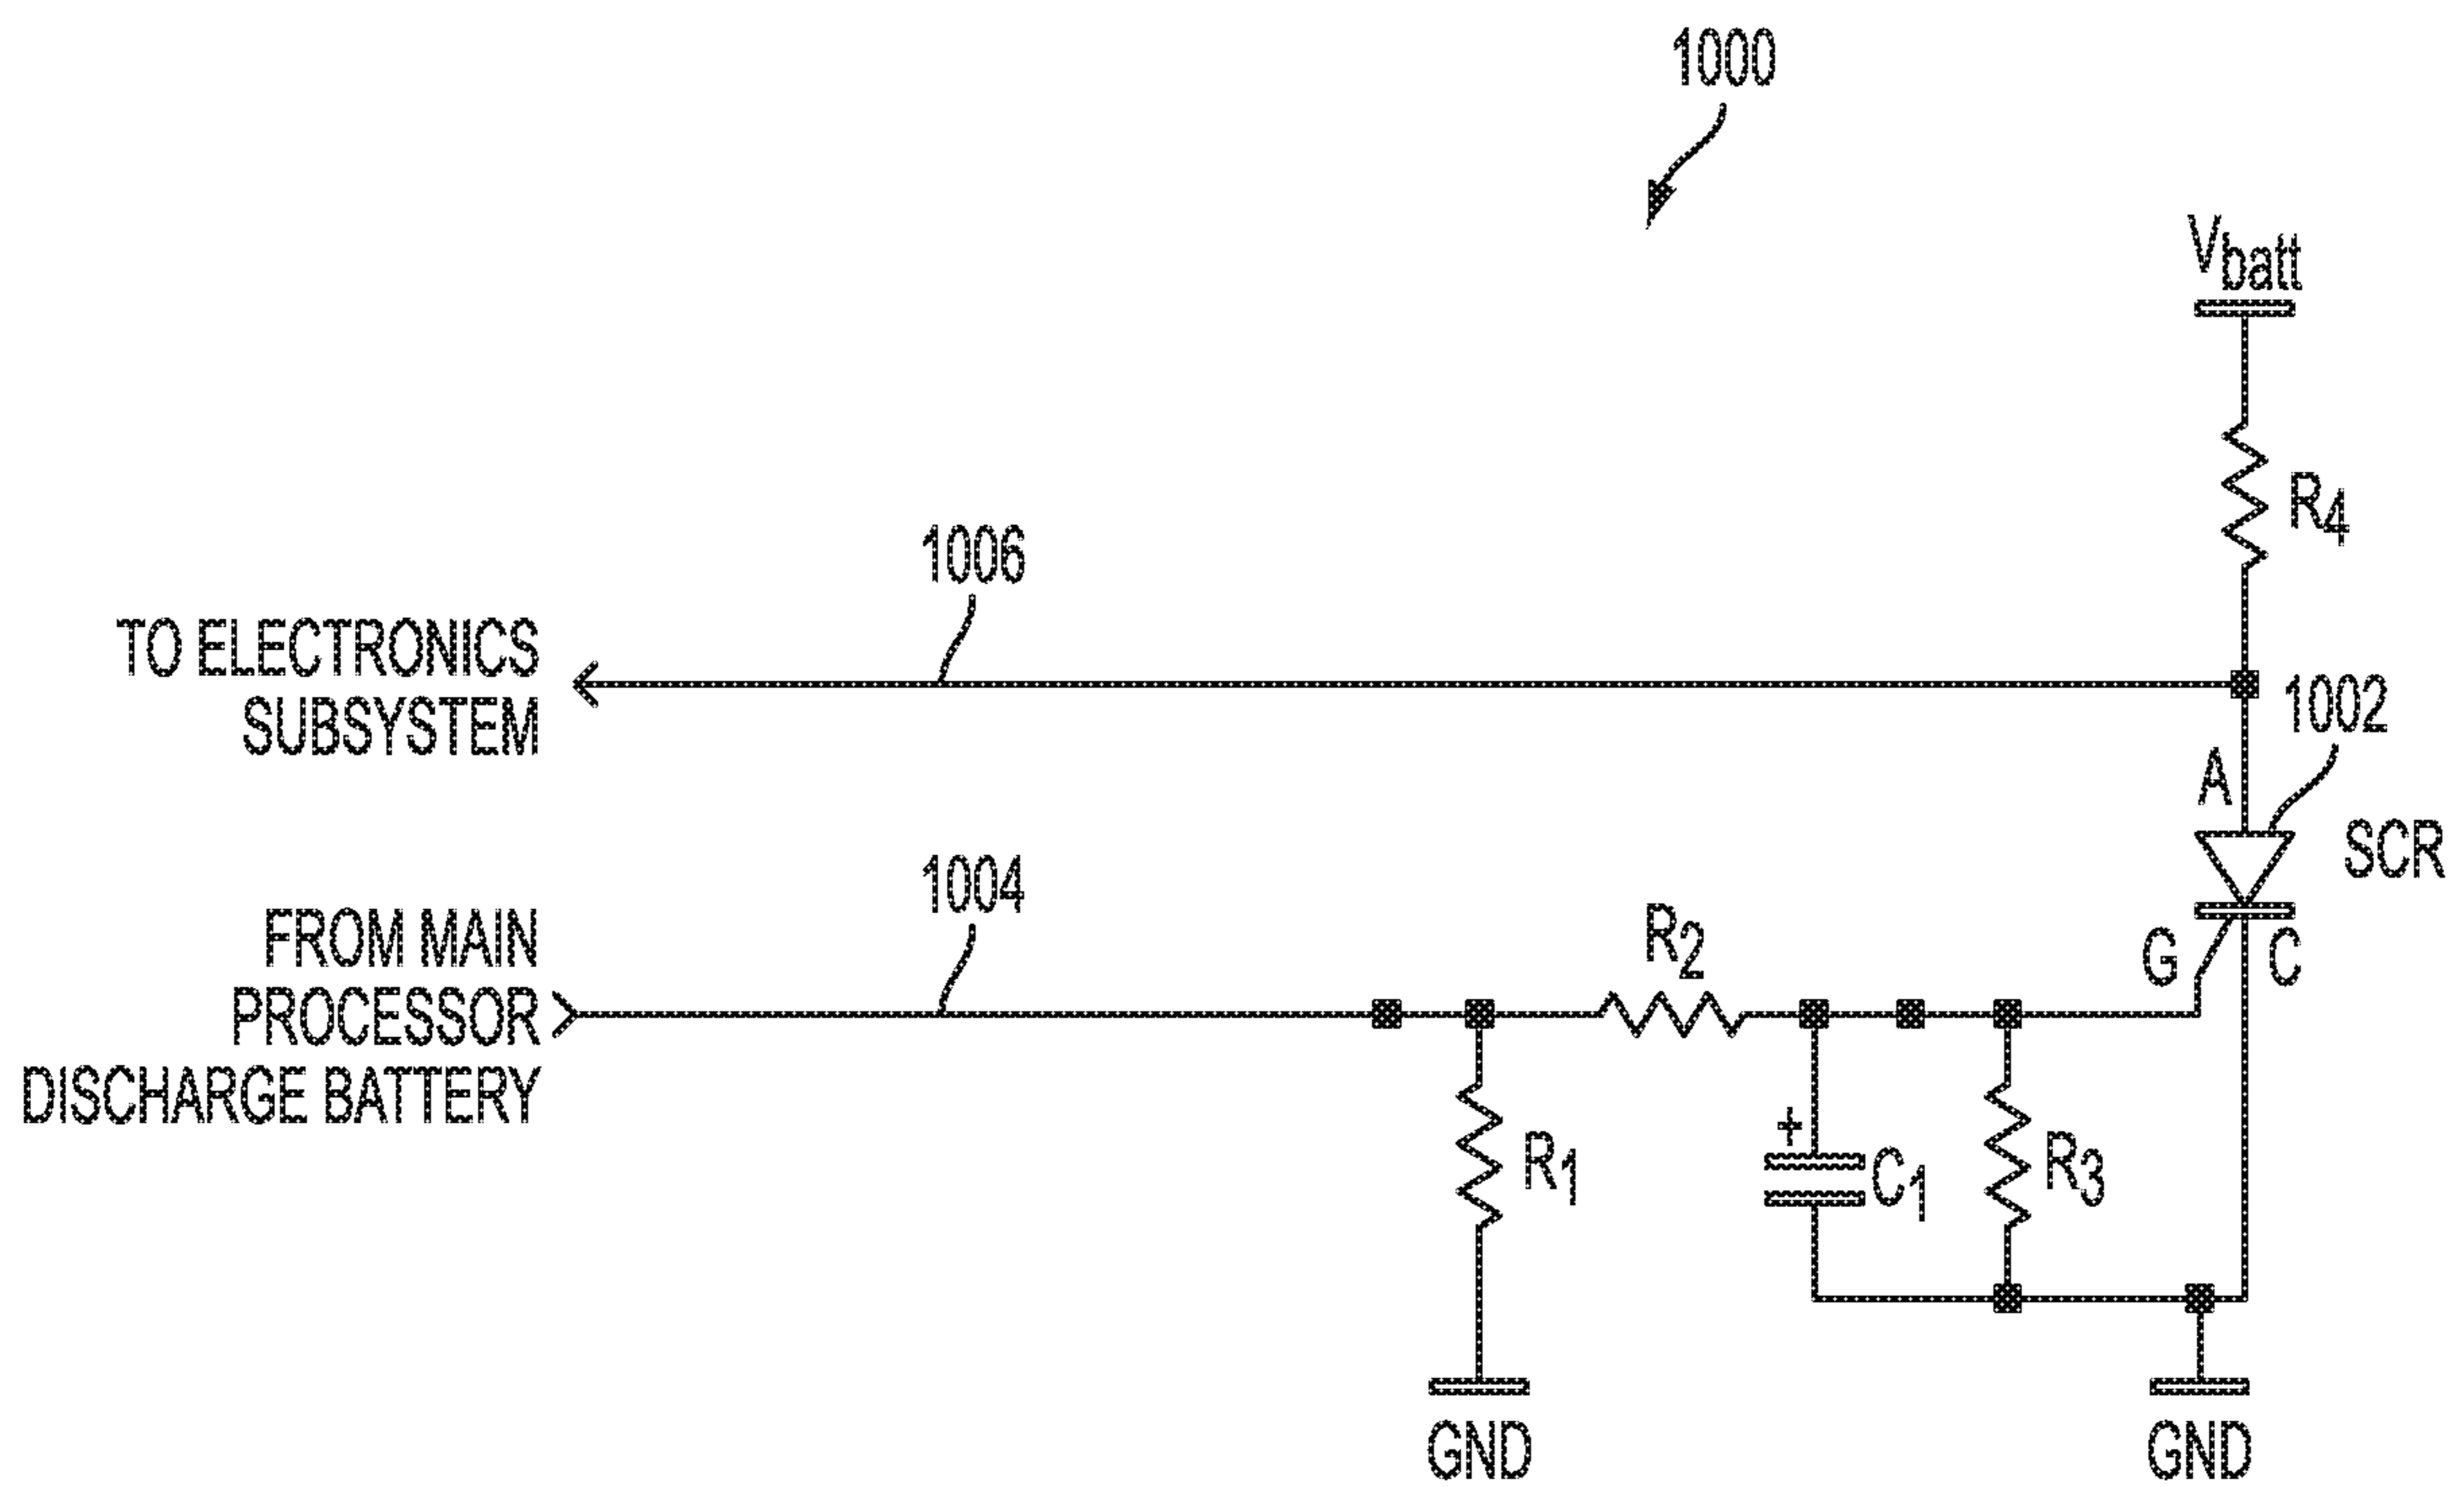 1000
Vbatt
R4
1006
TO ELECTRONICS
SUBSYSTEM
1002
A
SCR
1004
FROM MAIN
PROCESSOR
DISCHARGE BATTERY
R2
G
C
+
R1
C1
R3
GND
GND